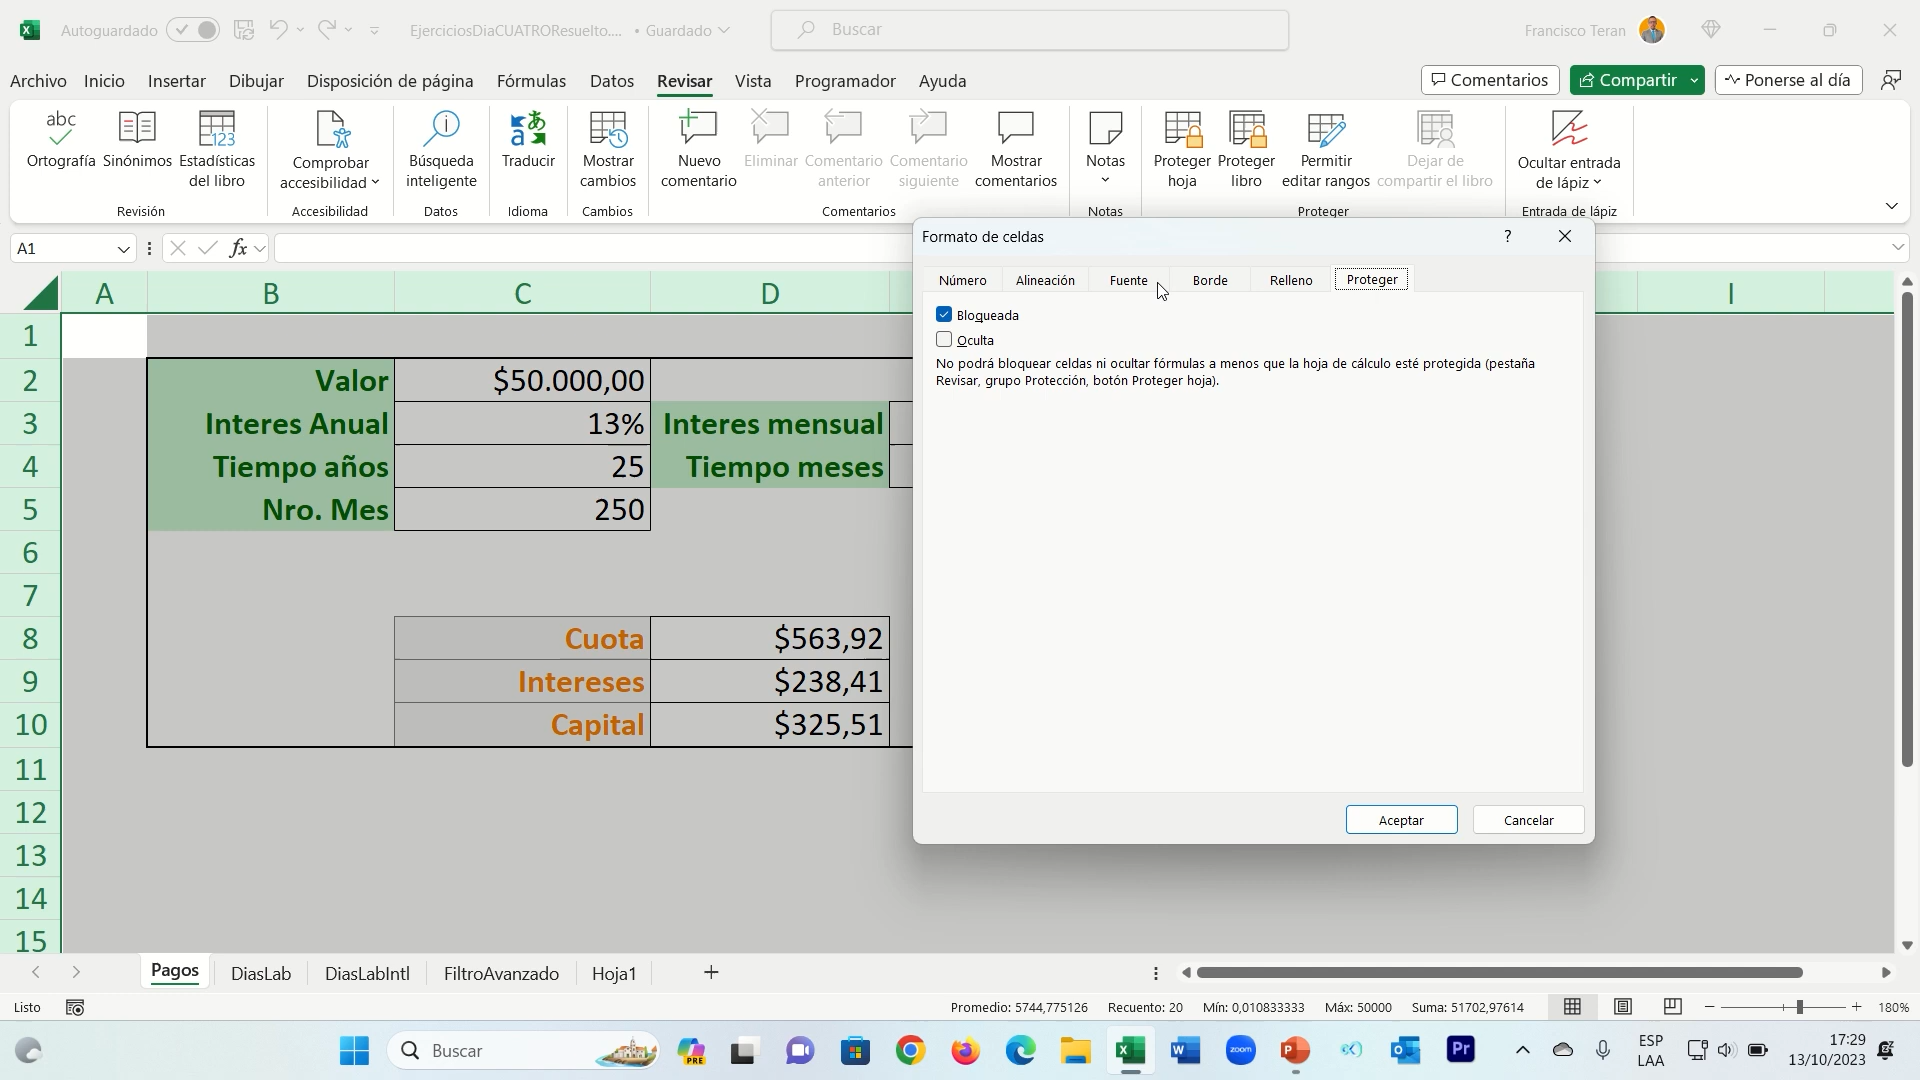 Autoguardado
EjerciciosDiaCUATROResuelto.... • Guardado
Buscar
Francisco Teran
Archivo Inicio Insertar Dibujar Disposición de página Fórmulas Datos Revisar Vista Programador Ayuda
Comentarios
Compartir
Ponerse al día
abc
Ortografía
Sinónimos
123
Estadísticas
del libro
Revisión
Comprobar
accesibilidad
Accesibilidad
Búsqueda
inteligente
Datos
Traducir
Idioma
Mostrar
cambios
Cambios
Nuevo
comentario
Eliminar
Comentario
anterior
Comentario
siguiente
Mostrar
comentarios
Comentarios
Notas
Notas
Proteger
hoja
Proteger
libro
Permitir
editar rangos
Dejar de
compartir el libro
Proteger
Ocultar entrada
de lápiz
Entrada de lápiz
A1
fx
A B C D I
1
2 Valor $50.000,00
3 Interes Anual 13% Interes mensual
4 Tiempo años 25 Tiempo meses
5 Nro. Mes 250
6
7
8 Cuota $563,92
9 Intereses $238,41
10 Capital $325,51
11
12
13
14
15
Formato de celdas ?
Número Alineación Fuente Borde Relleno Proteger
Bloqueada
Oculta
No podrá bloquear celdas ni ocultar fórmulas a menos que la hoja de cálculo esté protegida (pestaña
Revisar, grupo Protección, botón Proteger hoja).
Aceptar Cancelar
Pagos DiasLab DiasLabIntl FiltroAvanzado Hoja1
Listo
Promedio: 5744,775126 Recuento: 20 Mín: 0,010833333 Máx: 50000 Suma: 51702,97614
180%
Buscar
PRE
zoom
Pr
ESP
LAA
17:29
13/10/2023